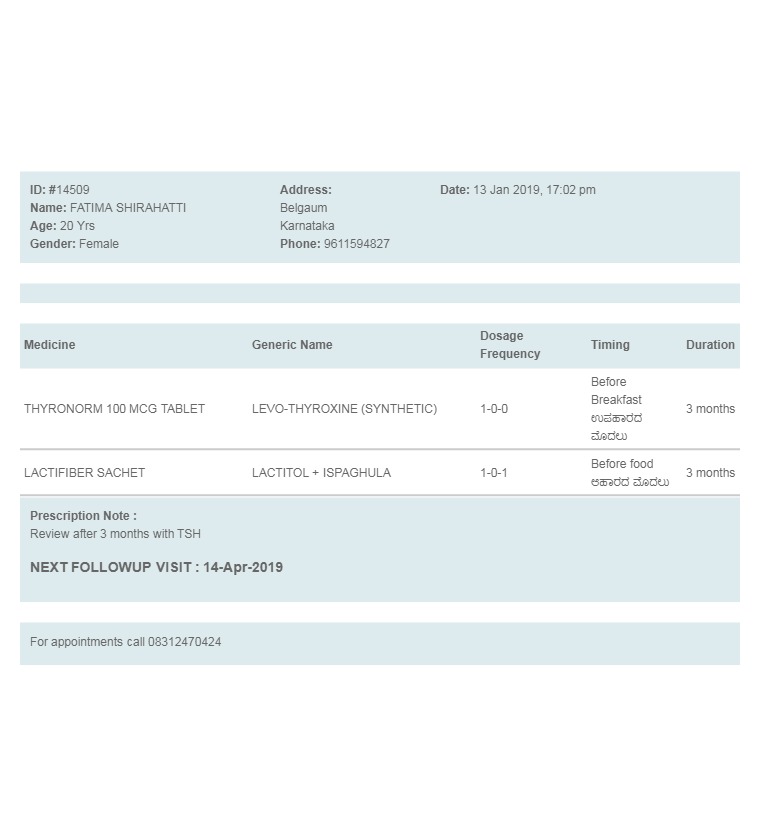 ID: #14509
Name: FATIMA SHIRAHATTI
Age: 20 Yrs
Gender: Female
Address:
Belgaum
Karnataka
Phone: 9611594827
Date: 13 Jan 2019, 17:02 pm
Medicine Generic Name Dosage Frequency Timing Duration
THYRONORM 100 MCG TABLET LEVO-THYROXINE (SYNTHETIC) 1-0-0 Before Breakfast ಉಪಹಾರದ ಮೊದಲು 3 months
LACTIFIBER SACHET LACTITOL + ISPAGHULA 1-0-1 Before food ಆಹಾರದ ಮೊದಲು 3 months
Prescription Note :
Review after 3 months with TSH
NEXT FOLLOWUP VISIT : 14-Apr-2019
For appointments call 08312470424